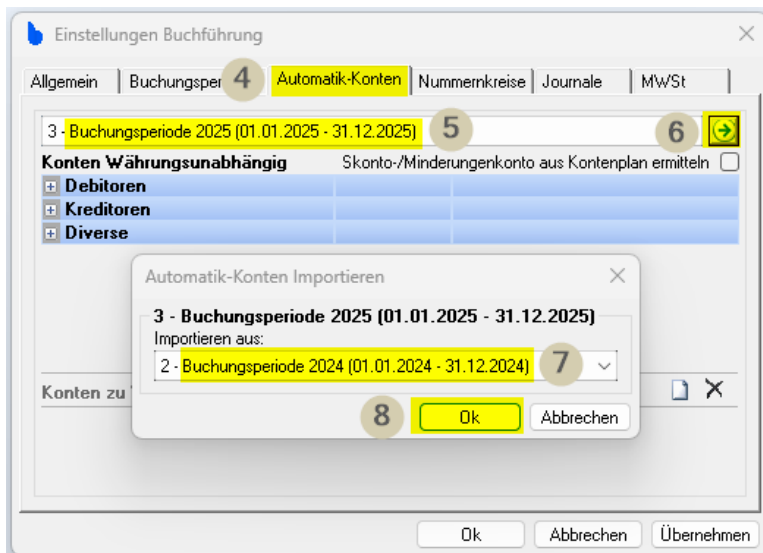 Einstellungen Buchführung
Allgemein Buchungsper 4 Automatik-Konten Nummernkreise Journale MWSt
3 - Buchungsperiode 2025 (01.01.2025 - 31.12.2025) 5 6
Konten Währungsunabhängig Skonto-/Minderungenkonto aus Kontenplan ermitteln
Debitoren
Kreditoren
Diverse
Automatik-Konten Importieren
3 - Buchungsperiode 2025 (01.01.2025 - 31.12.2025)
Importieren aus:
2 - Buchungsperiode 2024 (01.01.2024 - 31.12.2024) 7
Konten zu
8 Ok Abbrechen
Ok Abbrechen Übernehmen